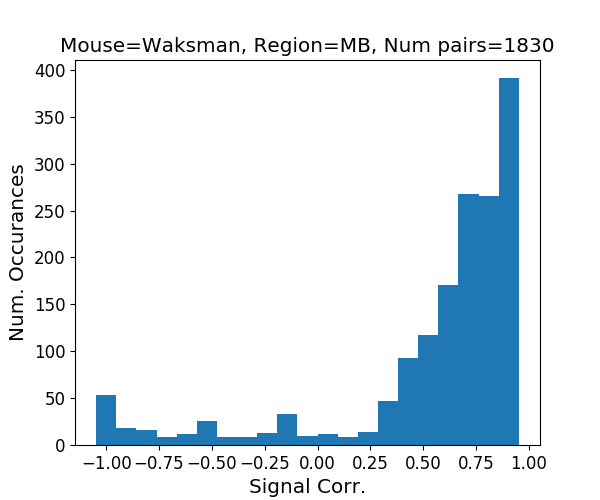 Mouse=Waksman, Region=MB, Num pairs=1830
400
350
300
250
200
150
100
50
0
Num. Occurances
−1.00 −0.75 −0.50 −0.25 0.00 0.25 0.50 0.75 1.00
Signal Corr.